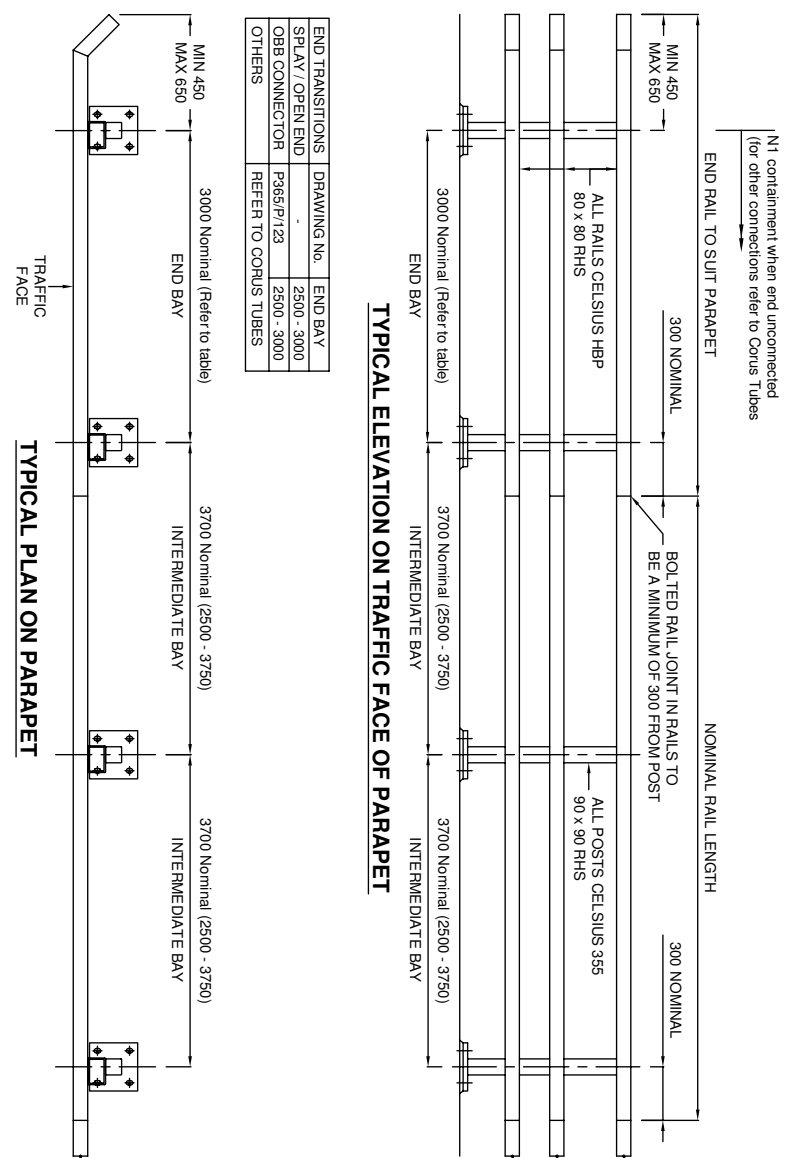 N1 containment when end unconnected
(for other connections refer to Corus Tubes
MIN 450
MAX 650
END RAIL TO SUIT PARAPET
300 NOMINAL
NOMINAL RAIL LENGTH
300 NOMINAL
BOLTED RAIL JOINT IN RAILS TO
BE A MINIMUM OF 300 FROM POST
ALL RAILS CELSIUS HBP
80 x 80 RHS
ALL POSTS CELSIUS 355
90 x 90 RHS
3000 Nominal (Refer to table)
END BAY
3700 Nominal (2500 - 3750)
INTERMEDIATE BAY
3700 Nominal (2500 - 3750)
INTERMEDIATE BAY
TYPICAL ELEVATION ON TRAFFIC FACE OF PARAPET
END TRANSITIONS DRAWING No. END BAY
SPLAY / OPEN END - 2500 - 3000
OBB CONNECTOR P365/P/123 2500 - 3000
OTHERS REFER TO CORUS TUBES
MIN 450
MAX 650
3000 Nominal (Refer to table)
END BAY
3700 Nominal (2500 - 3750)
INTERMEDIATE BAY
3700 Nominal (2500 - 3750)
INTERMEDIATE BAY
TRAFFIC
FACE
TYPICAL PLAN ON PARAPET